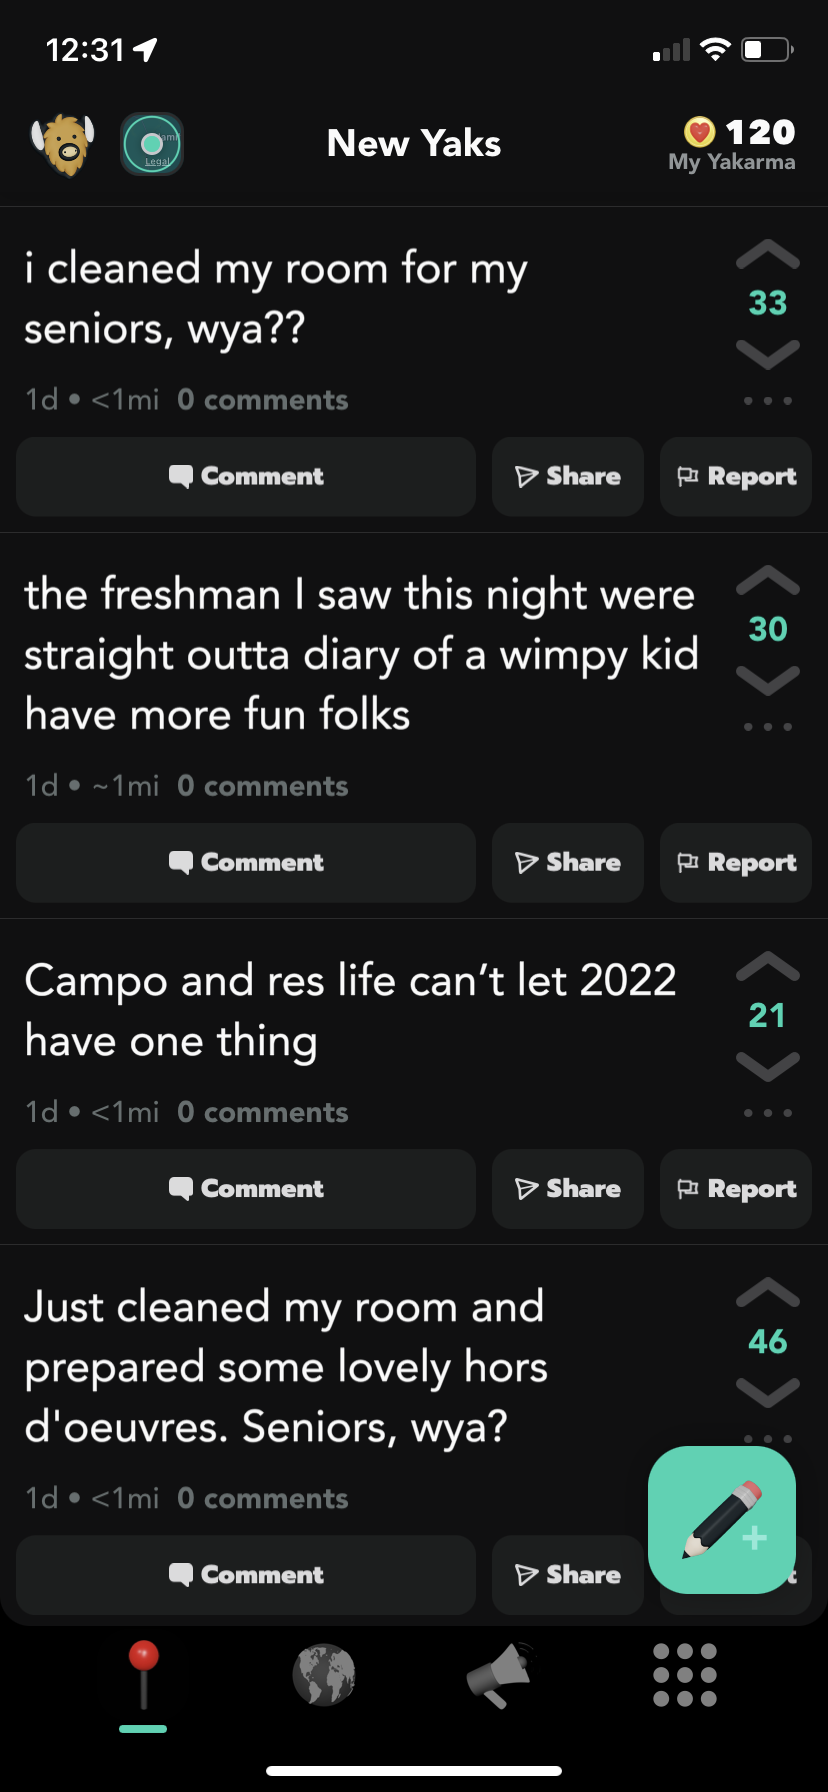 12:31
New Yaks
120
My Yakarma
Legal
i cleaned my room for my
seniors, wya??
33
1d • <1mi 0 comments
Comment
Share
Report
the freshman I saw this night were
straight outta diary of a wimpy kid
have more fun folks
30
1d • ~1mi 0 comments
Comment
Share
Report
Campo and res life can’t let 2022
have one thing
21
1d • <1mi 0 comments
Comment
Share
Report
Just cleaned my room and
prepared some lovely hors
d'oeuvres. Seniors, wya?
46
1d • <1mi 0 comments
Comment
Share